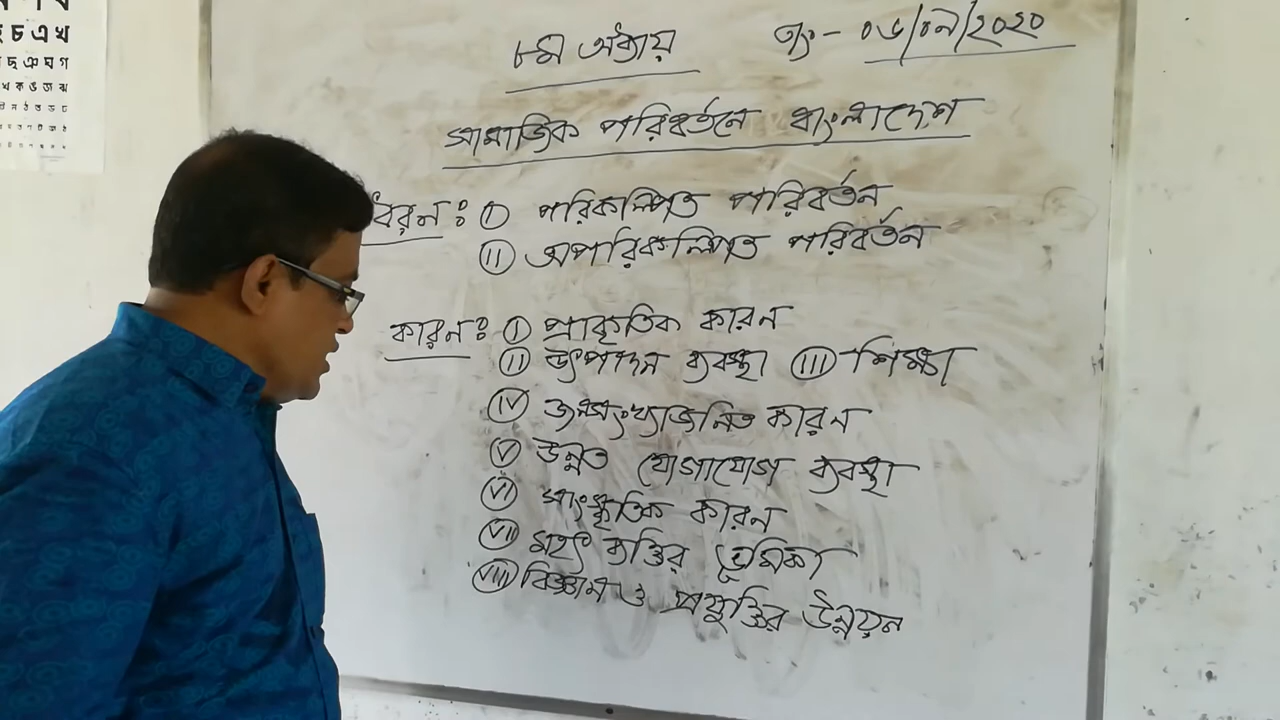 চ এ খ
ছ ঞ ঘ গ
৮ম অধ্যায় তাং - ০৬/০৯/২০২০
সামাজিক পরিবর্তনে বাংলাদেশ
ধরন : I পরিকল্পিত পরিবর্তন
II অপরিকল্পিত পরিবর্তন
কারন : I প্রাকৃতিক কারন
II উৎপাদন ব্যবস্থা III শিক্ষা
IV জনসংখ্যাজনিত কারন
V উন্নত যোগাযোগ ব্যবস্থা
VI সাংস্কৃতিক কারন
VII মহৎ ব্যক্তির ভূমিকা
VIII বিজ্ঞান ও প্রযুক্তির উন্নয়ন